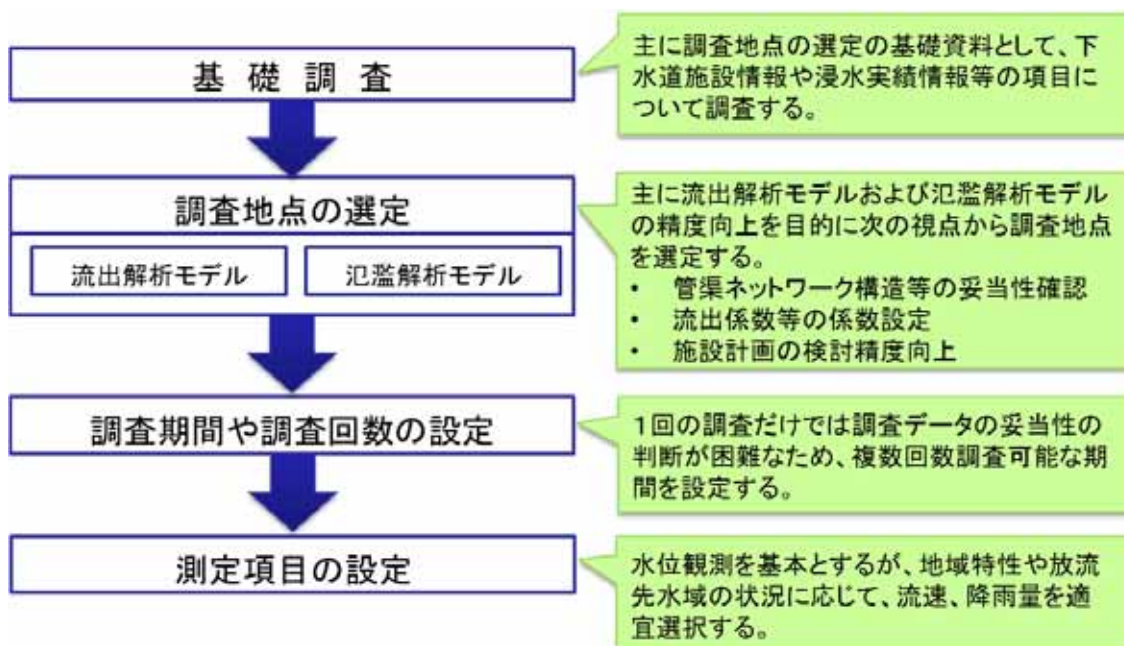 基 礎 調 査
主に調査地点の選定の基礎資料として、下
水道施設情報や浸水実績情報等の項目に
ついて調査する。
調査地点の選定
流出解析モデル
氾濫解析モデル
主に流出解析モデルおよび氾濫解析モデル
の精度向上を目的に次の視点から調査地点
を選定する。
• 管渠ネットワーク構造等の妥当性確認
• 流出係数等の係数設定
• 施設計画の検討精度向上
調査期間や調査回数の設定
1回の調査だけでは調査データの妥当性の
判断が困難なため、複数回数調査可能な期
間を設定する。
測定項目の設定
水位観測を基本とするが、地域特性や放流
先水域の状況に応じて、流速、降雨量を適
宜選択する。